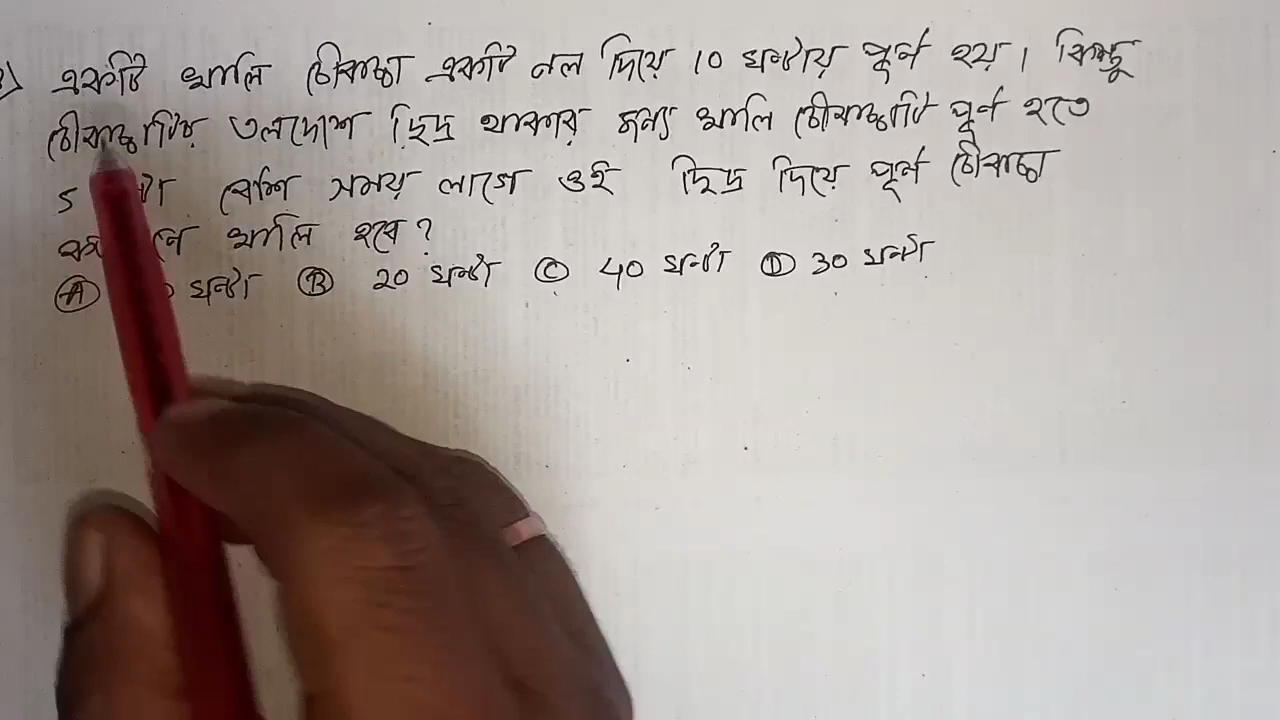 একটি খালি চৌবাচ্চা একটি নল দিয়ে 10 ঘন্টায় পূর্ন হয়। কিন্তু
চৌবাচ্চাটির তলদেশে ছিদ্র থাকার জন্য খালি চৌবাচ্চাটি পূর্ন হতে
5 বেশি সময় লাগে ওই ছিদ্র দিয়ে পূর্ন চৌবাচ্চা
খালি হবে?
(A) ঘন্টা (B) 20 ঘন্টা (C) 40 ঘন্টা (D) 30 ঘন্টা